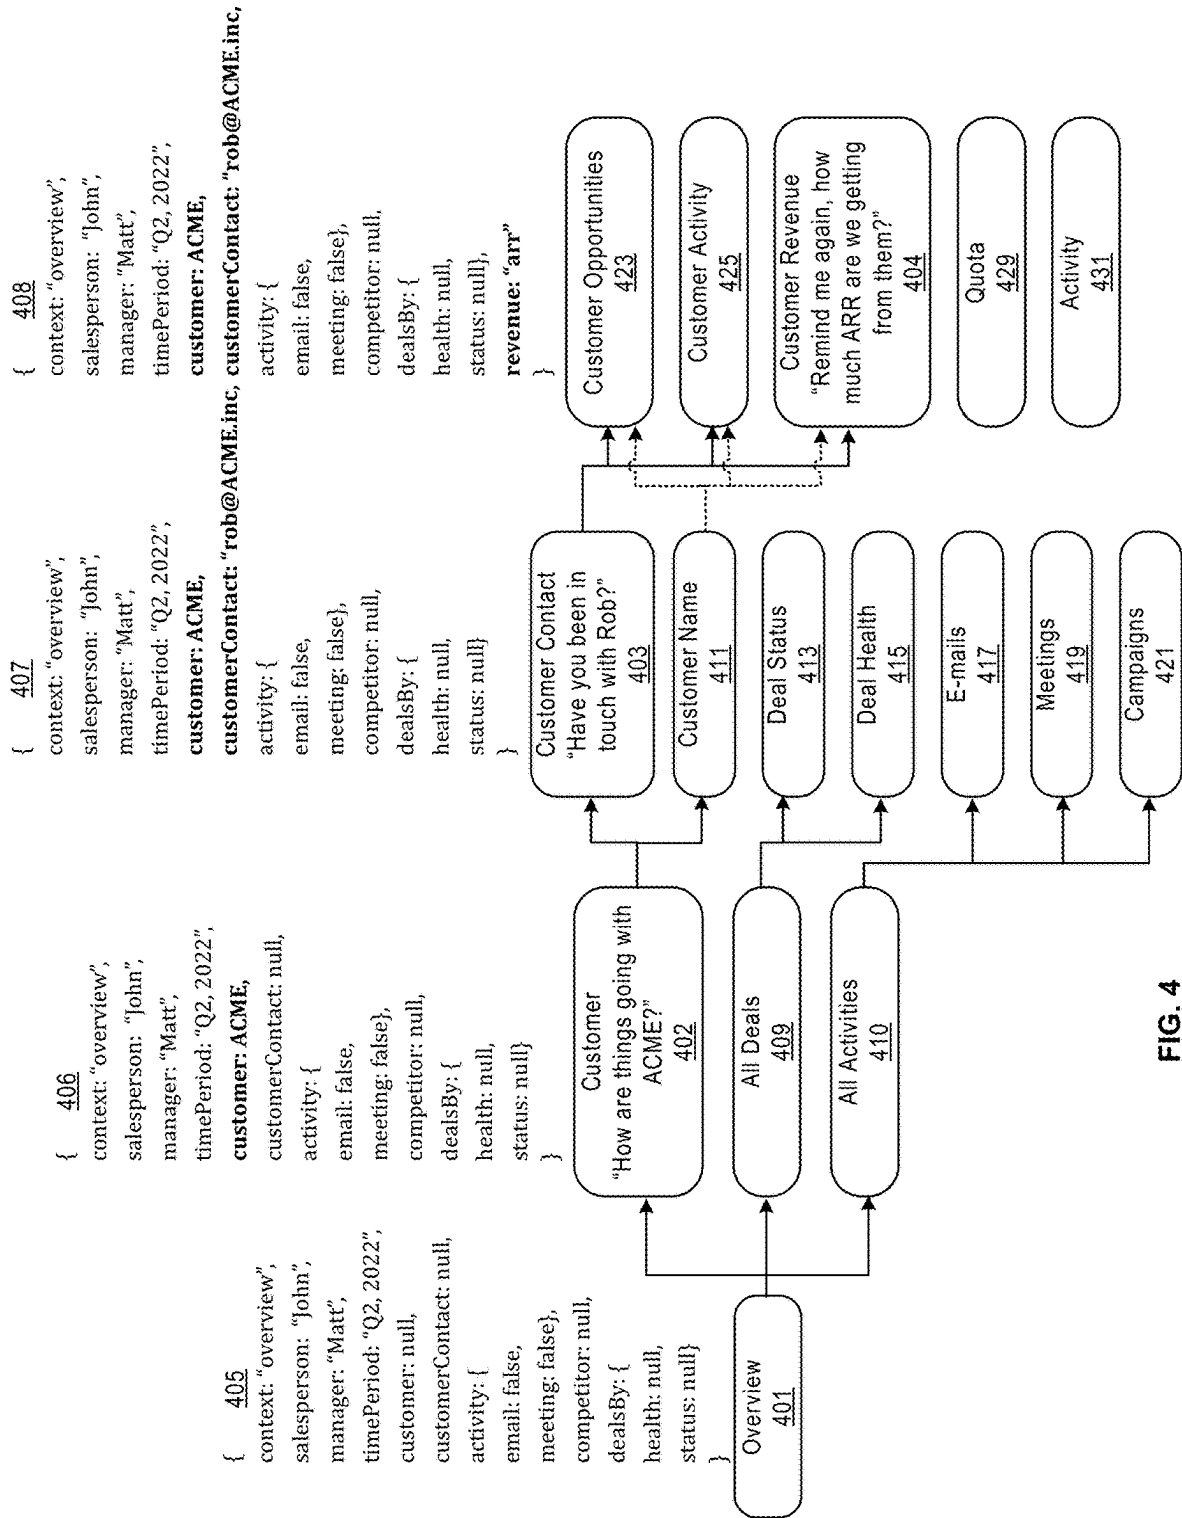 405
{
context: “overview”,
salesperson: “John”,
manager: “Matt”,
timePeriod: “Q2, 2022”,
customer: null,
customerContact: null,
activity: {
email: false,
meeting: false},
competitor: null,
dealsBy: {
health: null,
status: null}
}
Overview
401
406
{
context: “overview”,
salesperson: “John”,
manager: “Matt”,
timePeriod: “Q2, 2022”,
customer: ACME,
customerContact: null,
activity: {
email: false,
meeting: false},
competitor: null,
dealsBy: {
health: null,
status: null}
}
Customer
“How are things going with
ACME?”
402
All Deals
409
All Activities
410
407
{
context: “overview”,
salesperson: “John”,
manager: “Matt”,
timePeriod: “Q2, 2022”,
customer: ACME,
customerContact: “rob@ACME.inc,
activity: {
email: false,
meeting: false},
competitor: null,
dealsBy: {
health: null,
status: null}
}
Customer Contact
“Have you been in
touch with Rob?”
403
Customer Name
411
Deal Status
413
Deal Health
415
E-mails
417
Meetings
419
Campaigns
421
408
{
context: “overview”,
salesperson: “John”,
manager: “Matt”,
timePeriod: “Q2, 2022”,
customer: ACME,
customerContact: “rob@ACME.inc,
activity: {
email: false,
meeting: false},
competitor: null,
dealsBy: {
health: null,
status: null},
revenue: “arr”
}
Customer Opportunities
423
Customer Activity
425
Customer Revenue
“Remind me again, how
much ARR are we getting
from them?”
404
Quota
429
Activity
431
FIG. 4